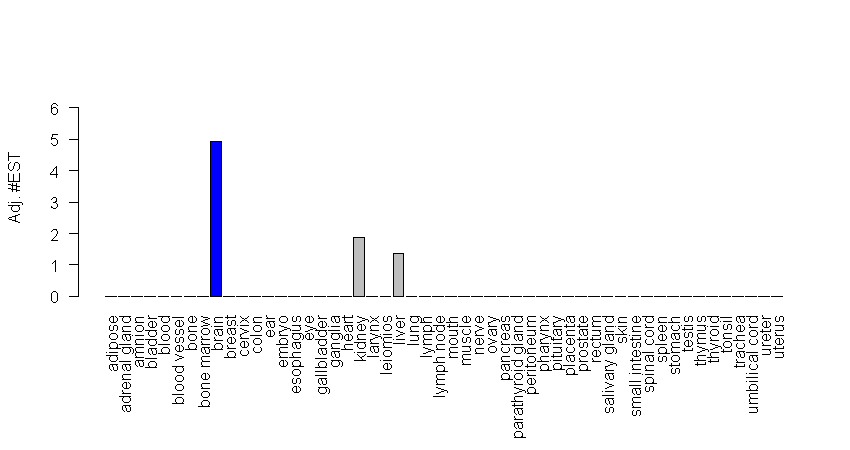 Adj. #EST
6
5
4
3
2
1
0
adipose
adrenal gland
amnion
bladder
blood
blood vessel
bone
bone marrow
brain
breast
cervix
colon
ear
embryo
esophagus
eye
gallbladder
ganglia
heart
kidney
larynx
leiomios
liver
lung
lymph
lymph node
mouth
muscle
nerve
ovary
pancreas
parathyroid gland
peritoneum
pharynx
pituitary
placenta
prostate
rectum
salivary gland
skin
small intestine
spinal cord
spleen
stomach
testis
thymus
thyroid
tonsil
trachea
umbilical cord
ureter
uterus